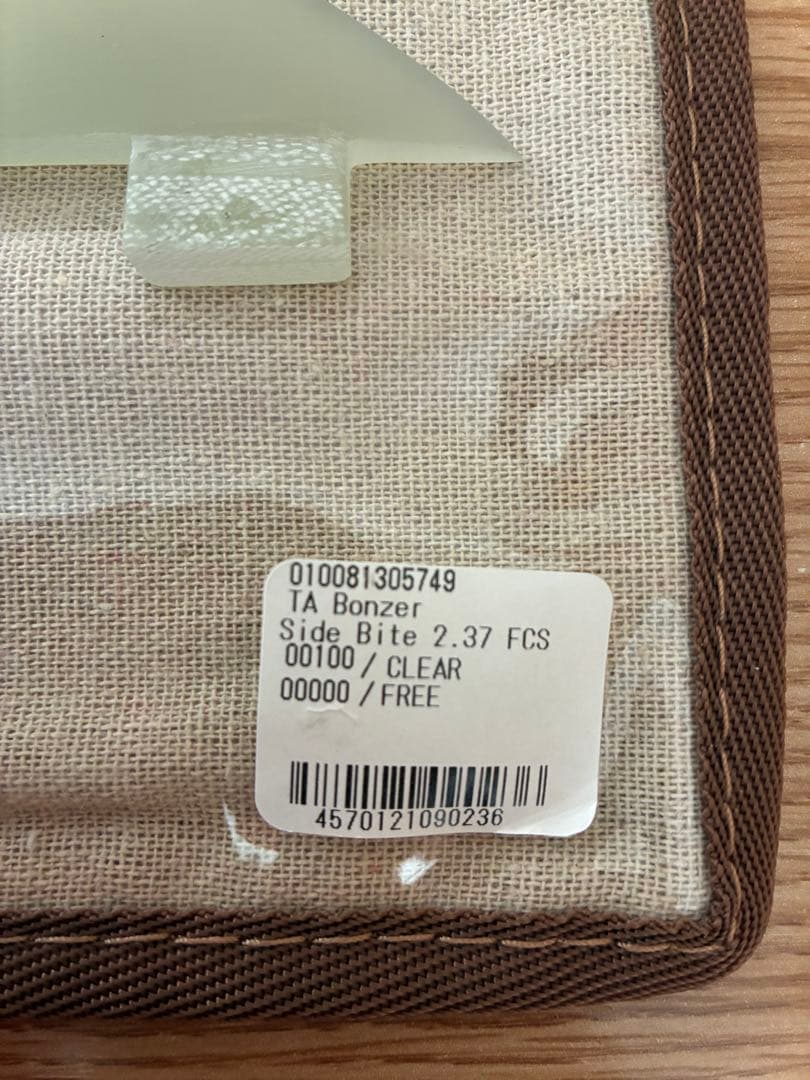 010081305749
TA Bonzer
Side Bite 2.37 FCS
00100 / CLEAR
00000 / FREE
4570121090236